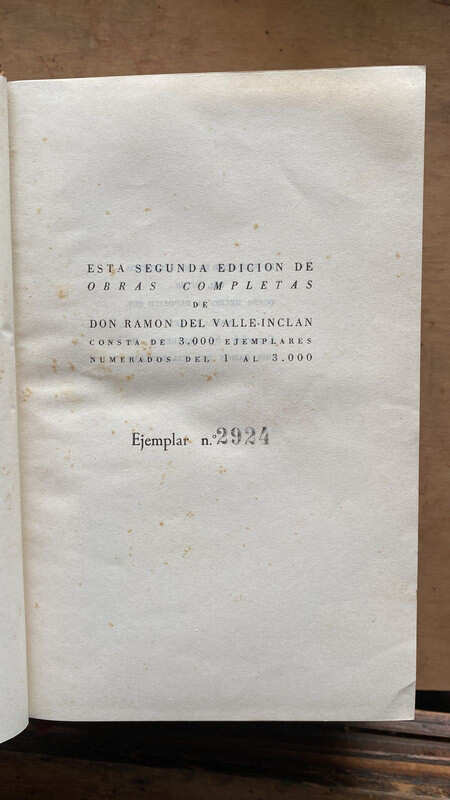 ESTA SEGUNDA EDICION DE
OBRAS COMPLETAS
DE
DON RAMON DEL VALLE-INCLAN
CONSTA DE 3.000 EJEMPLARES
NUMERADOS DEL 1 AL 3.000
Ejemplar n.º 2924